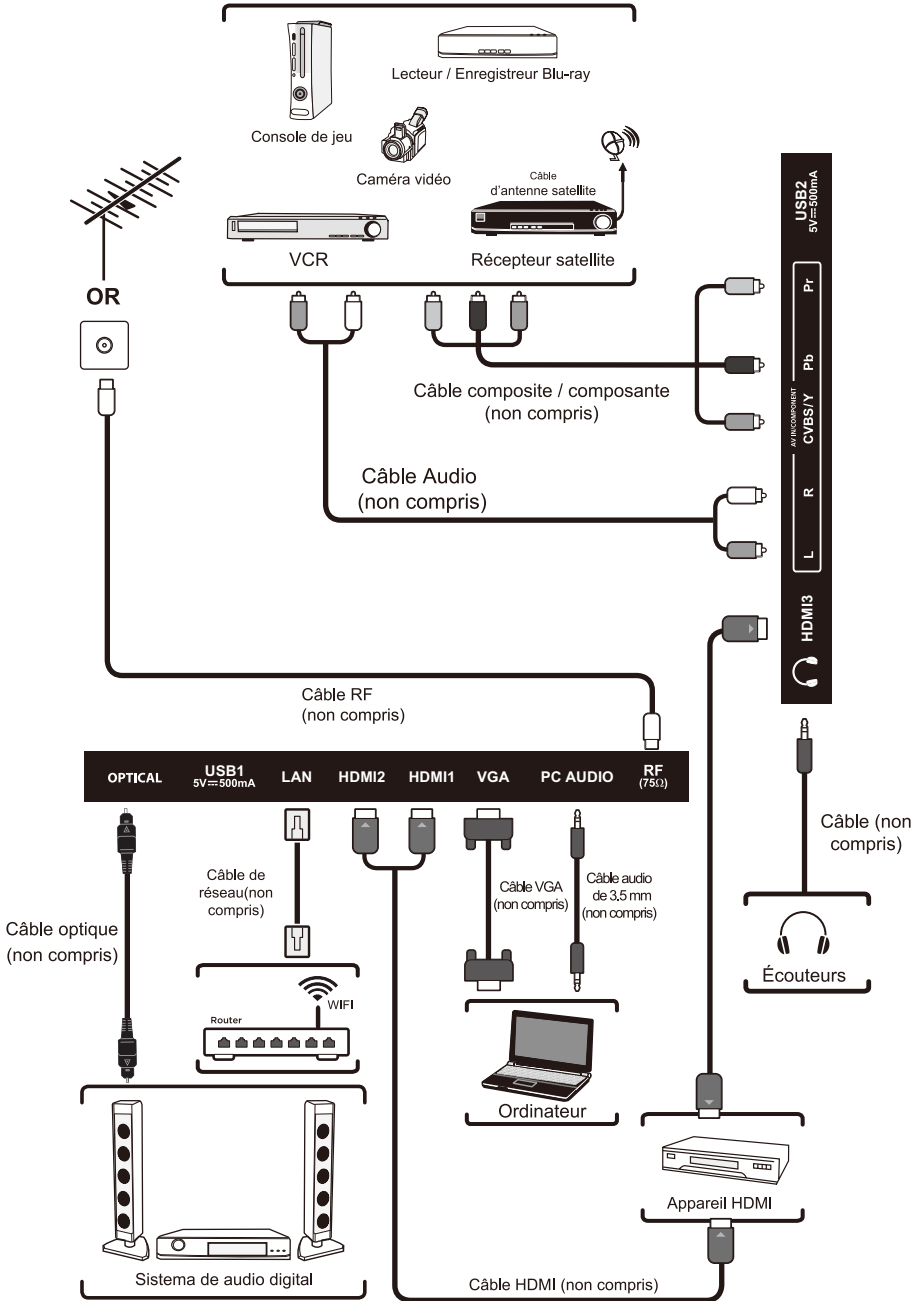 Lecteur / Enregistreur Blu-ray
Console de jeu
Caméra vidéo
Câble
d'antenne satellite
VCR
Récepteur satellite
OR
Câble composite / composante
(non compris)
Câble Audio
(non compris)
USB2
5V⎓500mA
Pr
Pb
AV IN/COMPONENT
CVBS/Y
R
L
HDMI3
Câble RF
(non compris)
OPTICAL
USB1
5V⎓500mA
LAN
HDMI2
HDMI1
VGA
PC AUDIO
RF
(75Ω)
Câble (non
compris)
Câble de
réseau(non
compris)
Câble VGA
(non compris)
Câble audio
de 3,5 mm
(non compris)
Câble optique
(non compris)
Écouteurs
WIFI
Router
Ordinateur
Appareil HDMI
Sistema de audio digital
Câble HDMI (non compris)